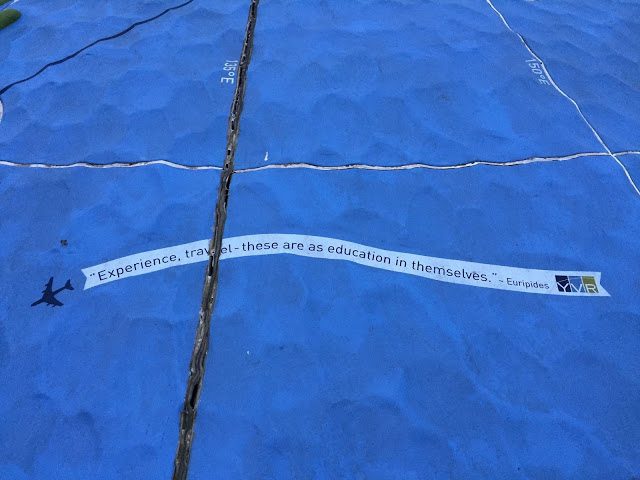 135°E
150°E
“Experience, travel - these are as education in themselves.” - Euripides YVR